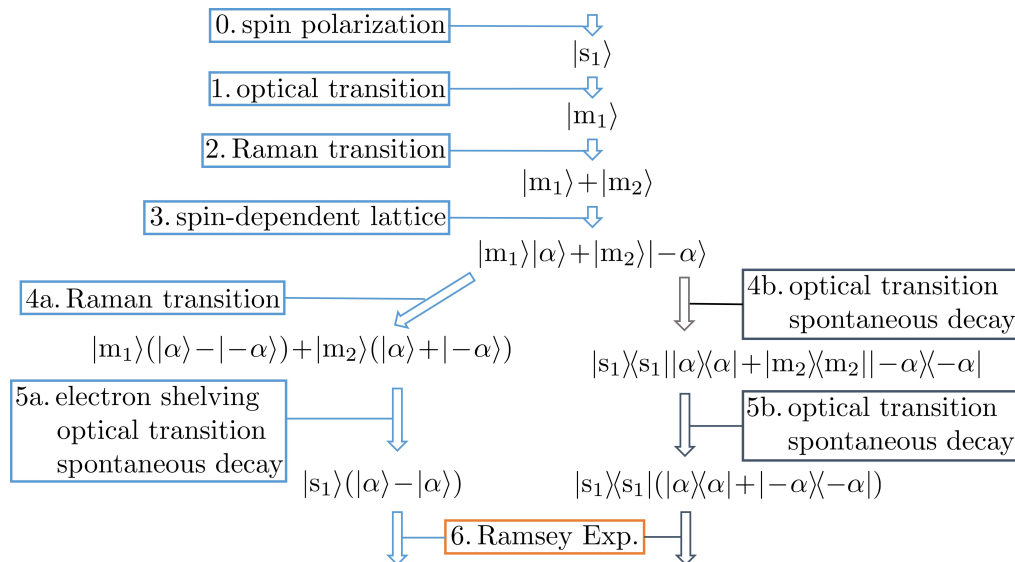 0. spin polarization
|s₁⟩
1. optical transition
|m₁⟩
2. Raman transition
|m₁⟩+|m₂⟩
3. spin-dependent lattice
|m₁⟩|α⟩+|m₂⟩|−α⟩
4a. Raman transition
4b. optical transition
spontaneous decay
|m₁⟩(|α⟩−|−α⟩)+|m₂⟩(|α⟩+|−α⟩)
|s₁⟩⟨s₁||α⟩⟨α|+|m₂⟩⟨m₂||−α⟩⟨−α|
5a. electron shelving
optical transition
spontaneous decay
5b. optical transition
spontaneous decay
|s₁⟩(|α⟩−|α⟩)
|s₁⟩⟨s₁|(|α⟩⟨α|+|−α⟩⟨−α|)
6. Ramsey Exp.